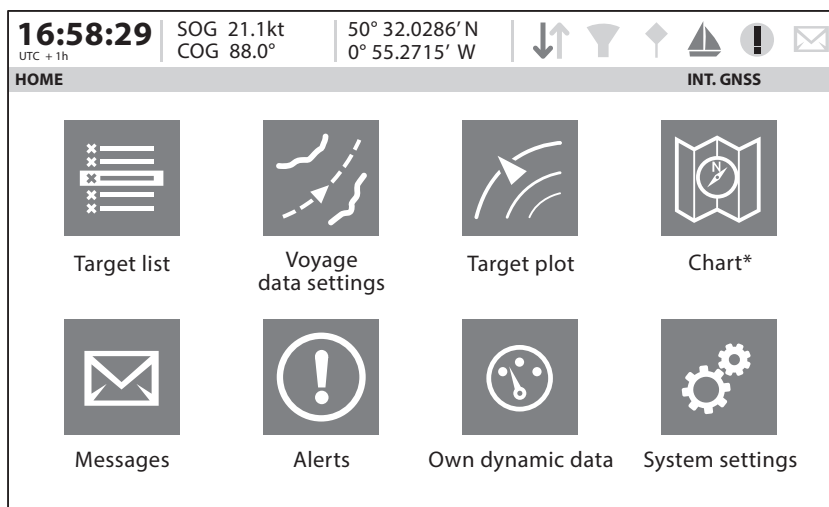 16:58:29
UTC + 1h
SOG 21.1kt
COG 88.0°
50° 32.0286′ N
0° 55.2715′ W
!
HOME
INT. GNSS
N
Target list
Voyage
data settings
Target plot
Chart*
!
Messages
Alerts
Own dynamic data
System settings